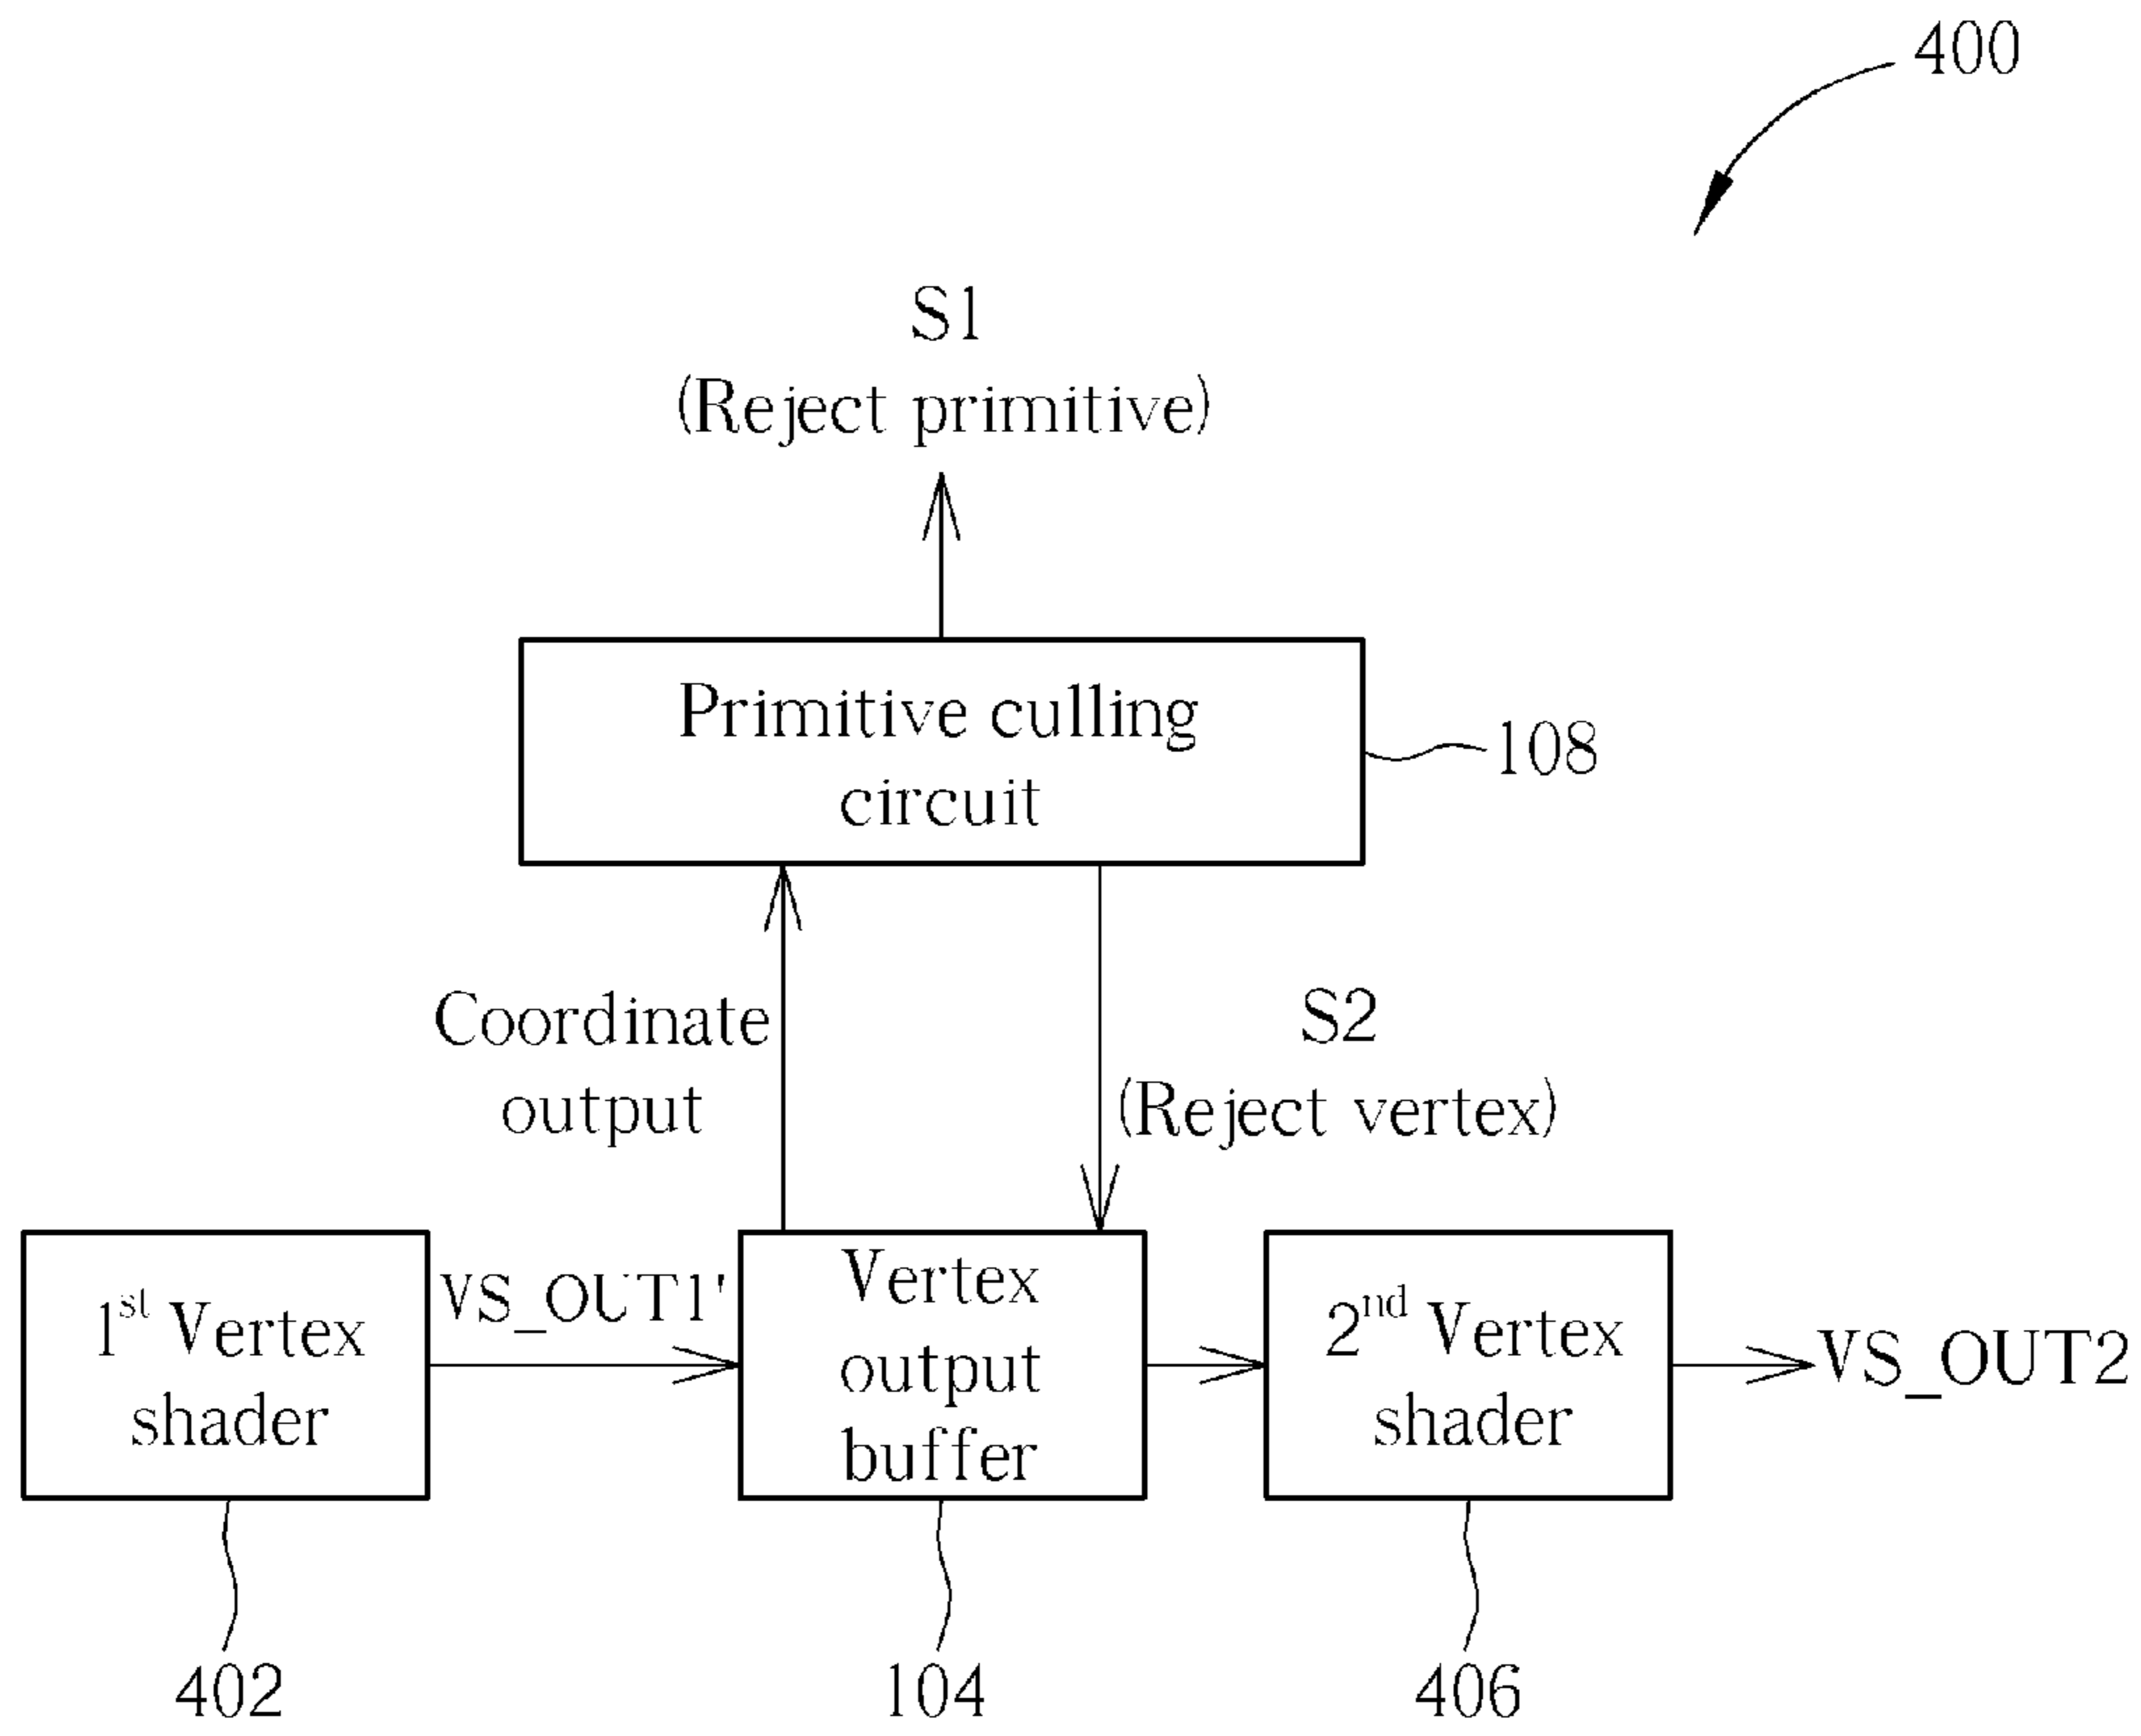 400
S1
(Reject primitive)
Primitive culling
circuit
108
Coordinate
output
S2
(Reject vertex)
1st Vertex
shader
VS_OUT1'
Vertex
output
buffer
2nd Vertex
shader
VS_OUT2
402
104
406